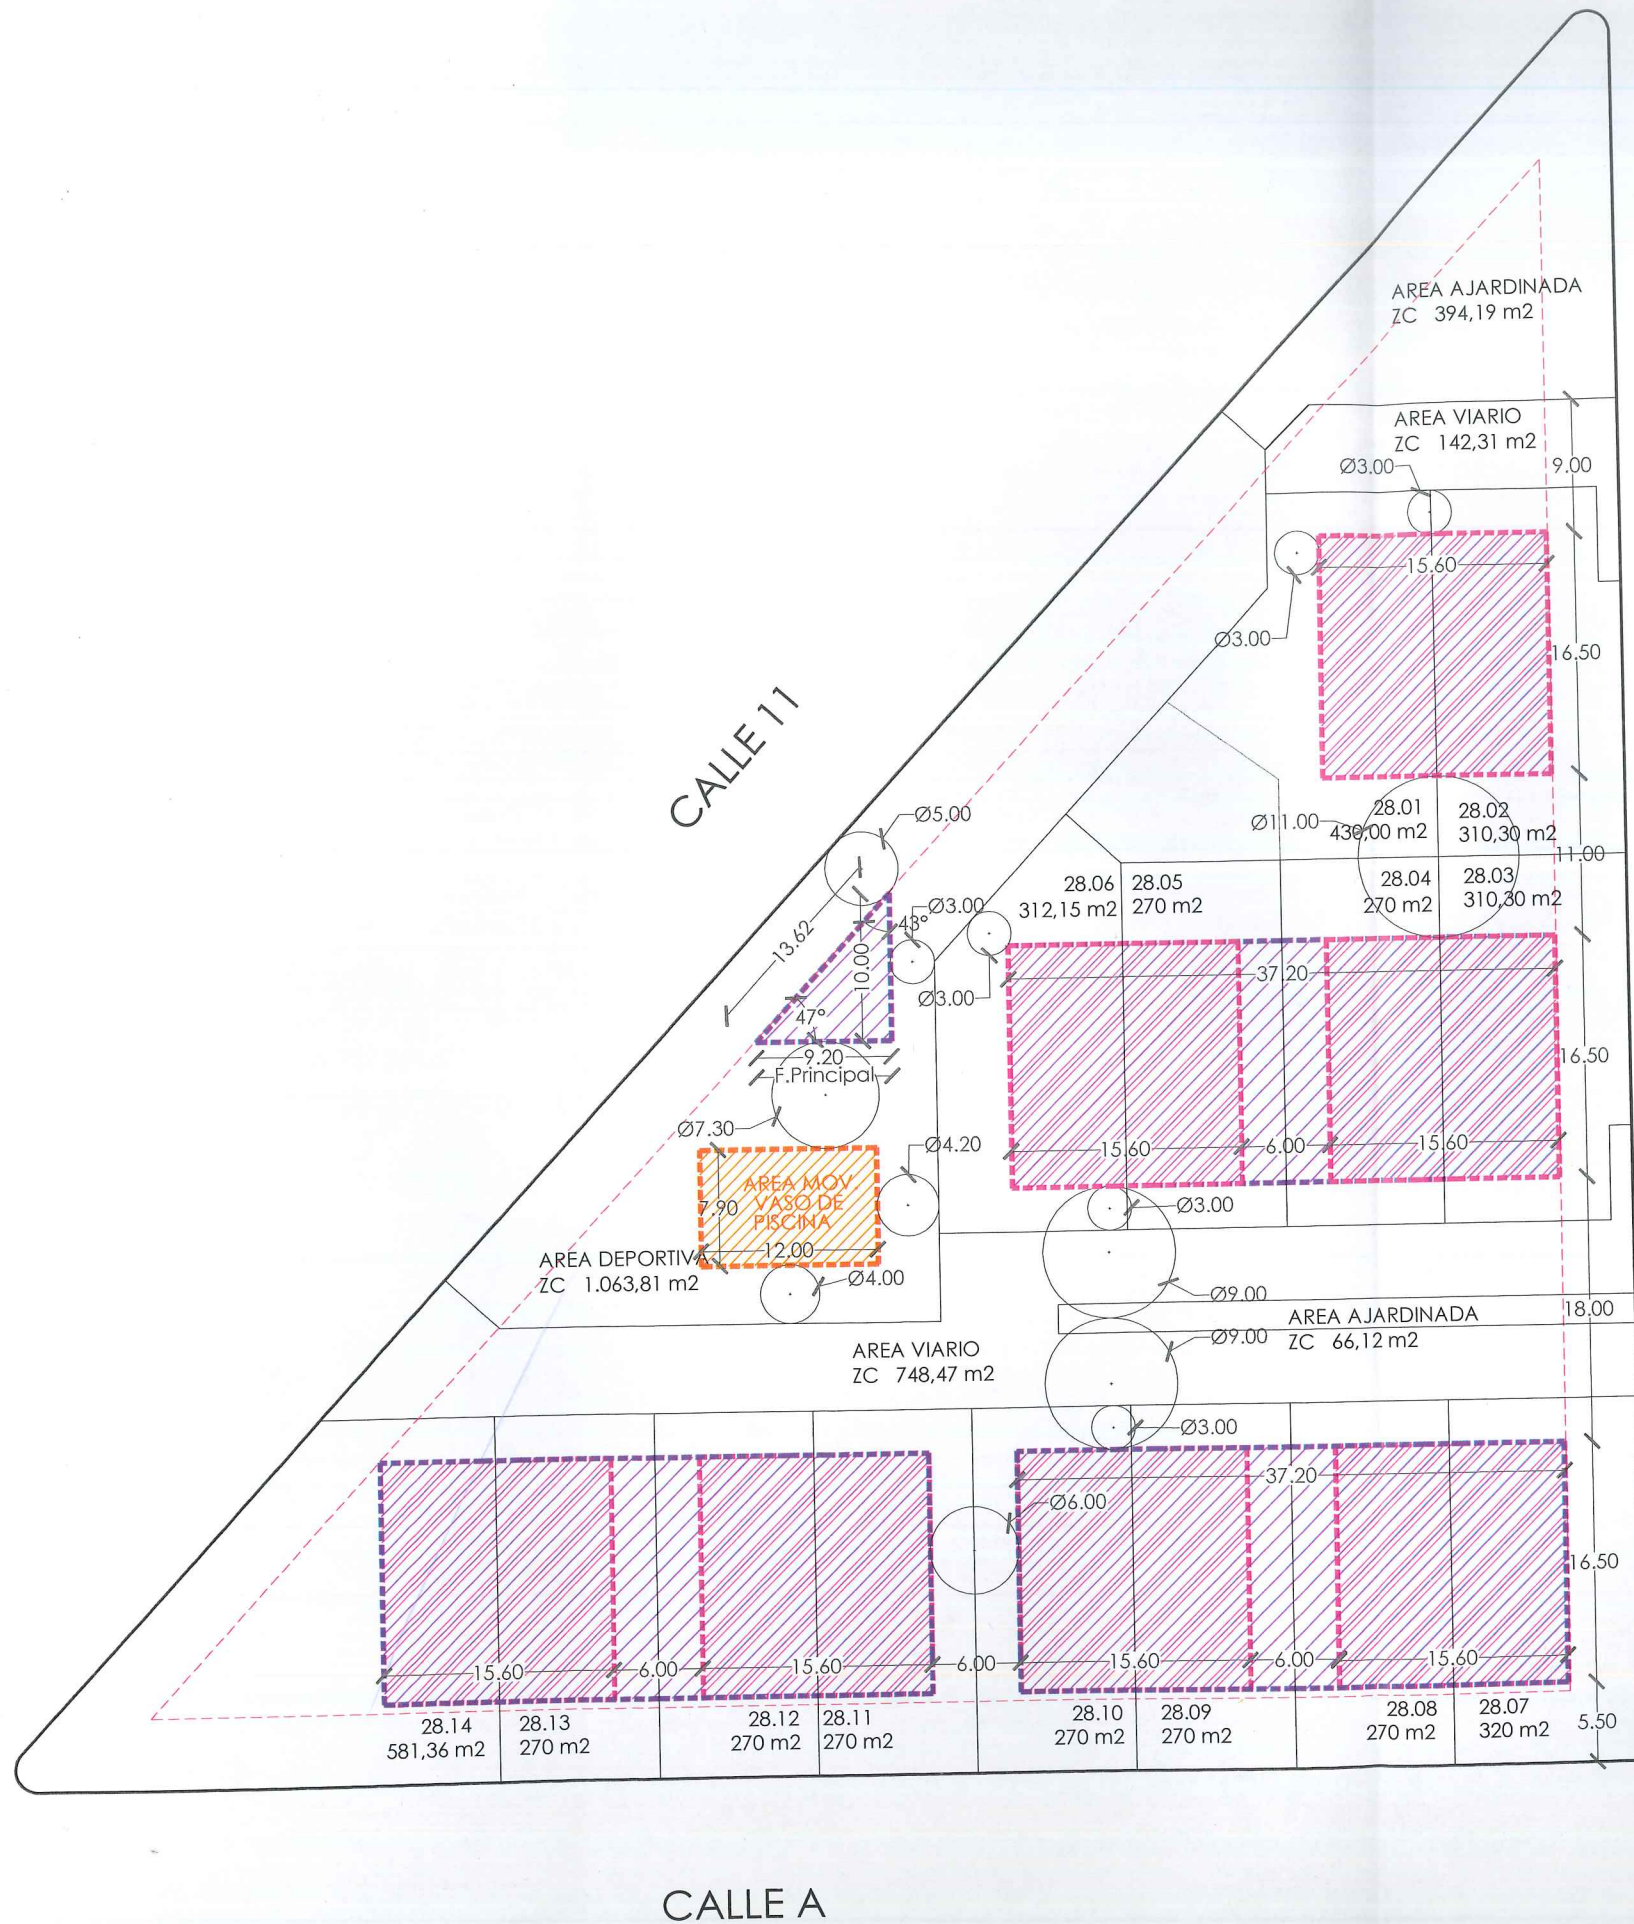 AREA AJARDINADA
ZC 394,19 m2
AREA VIARIO
ZC 142,31 m2
Ø3.00
9.00
15.60
Ø3.00
16.50
CALLE 11
Ø5.00
Ø11.00
28.01
430,00 m2
28.02
310,30 m2
11.00
28.06
312,15 m2
28.05
270 m2
28.04
270 m2
28.03
310,30 m2
13.62
43°
Ø3.00
10.00
37.20
Ø3.00
47°
9.20
F.Principal
16.50
Ø7.30
Ø4.20
15.60
6.00
15.60
AREA MOV.
VASO DE
PISCINA
7.90
12.00
Ø3.00
AREA DEPORTIVA
ZC 1.063,81 m2
Ø4.00
Ø9.00
AREA AJARDINADA
ZC 66,12 m2
18.00
Ø9.00
AREA VIARIO
ZC 748,47 m2
Ø3.00
37.20
Ø6.00
16.50
15.60
6.00
15.60
6.00
15.60
6.00
15.60
28.14
581,36 m2
28.13
270 m2
28.12
270 m2
28.11
270 m2
28.10
270 m2
28.09
270 m2
28.08
270 m2
28.07
320 m2
5.50
CALLE A